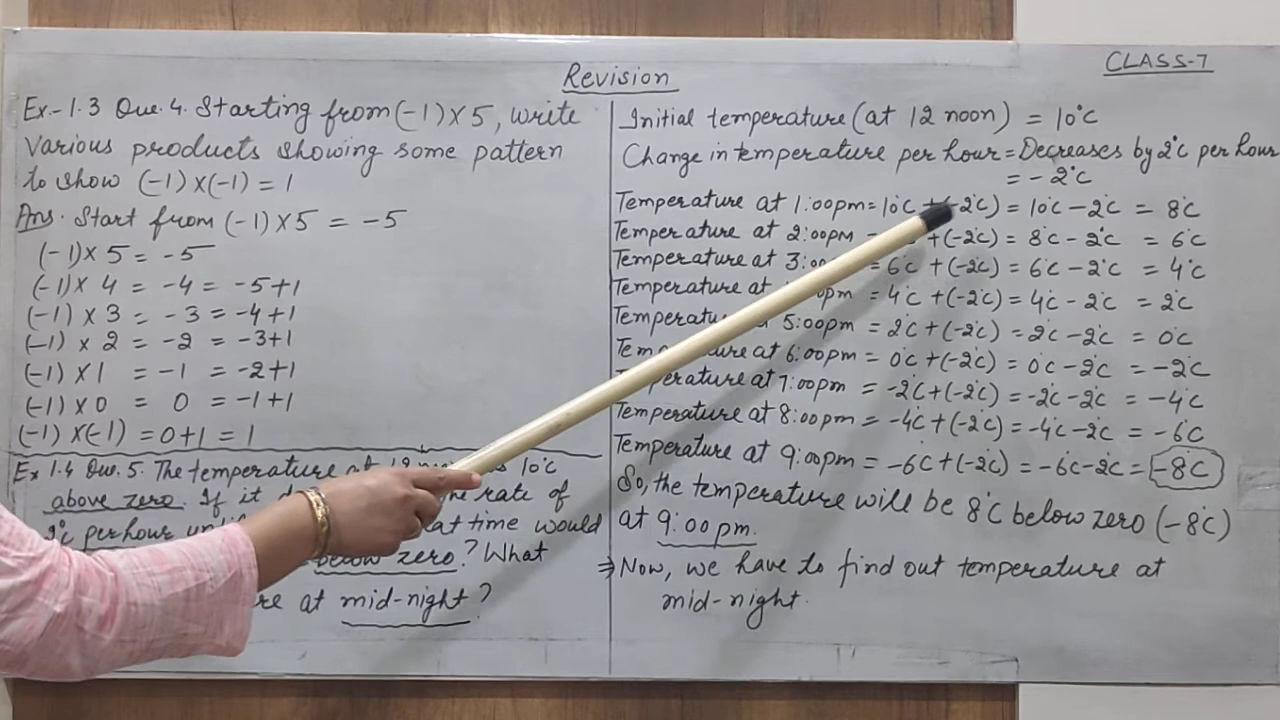 Revision
CLASS-7
Ex-1.3 Que.4. Starting from (-1)×5, write
various products showing some pattern
to show (-1)×(-1) = 1
Ans. Start from (-1)×5 = -5
(-1)×5 = -5
(-1)×4 = -4 = -5+1
(-1)×3 = -3 = -4+1
(-1)×2 = -2 = -3+1
(-1)×1 = -1 = -2+1
(-1)×0 = 0 = -1+1
(-1)×(-1) = 0+1 = 1
Ex 1.4 Que.5. The temperature at 12 10°C
above zero. If it rate of
2°C per hour at time would
below zero? What
at mid-night?
Initial temperature (at 12 noon) = 10°C
Change in temperature per hour = Decreases by 2°C per hour
= -2°C
Temperature at 1:00pm = 10°C +(-2°C) = 10°C-2°C = 8°C
Temperature at 2:00pm +(-2°C) = 8°C-2°C = 6°C
Temperature at 3: = 6°C +(-2°C) = 6°C-2°C = 4°C
Temperature at pm = 4°C +(-2°C) = 4°C-2°C = 2°C
5:00pm = 2°C+(-2°C) = 2°C-2°C = 0°C
at 6:00pm = 0°C+(-2°C) = 0°C-2°C = -2°C
at 7:00pm = -2°C+(-2°C) = -2°C-2°C = -4°C
Temperature at 8:00pm = -4°C+(-2°C) = -4°C-2°C = -6°C
Temperature at 9:00pm = -6°C+(-2°C) = -6°C-2°C = -8°C
So, the temperature will be 8°C below zero (-8°C)
at 9:00 pm.
⇒ Now, we have to find out temperature at
mid-night.